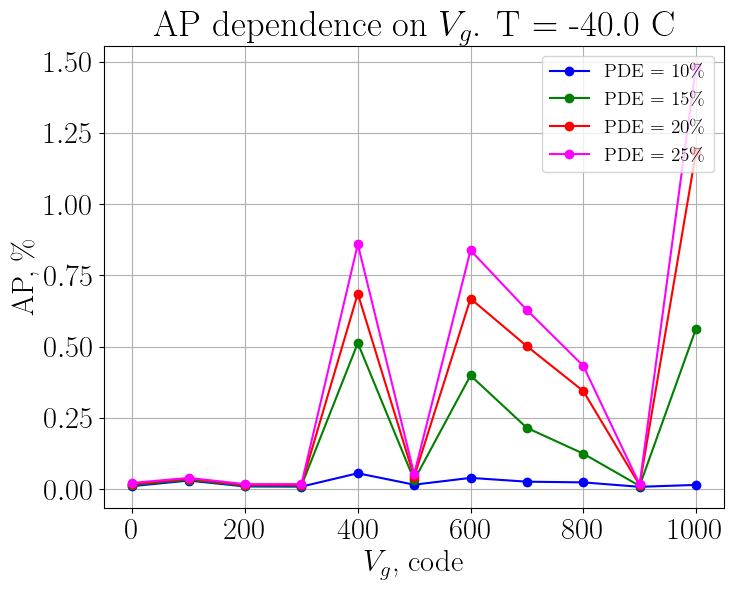 AP dependence on V_g. T = -40.0 C
1.50
1.25
1.00
0.75
0.50
0.25
0.00
AP, %
PDE = 10%
PDE = 15%
PDE = 20%
PDE = 25%
0 200 400 600 800 1000
V_g, code